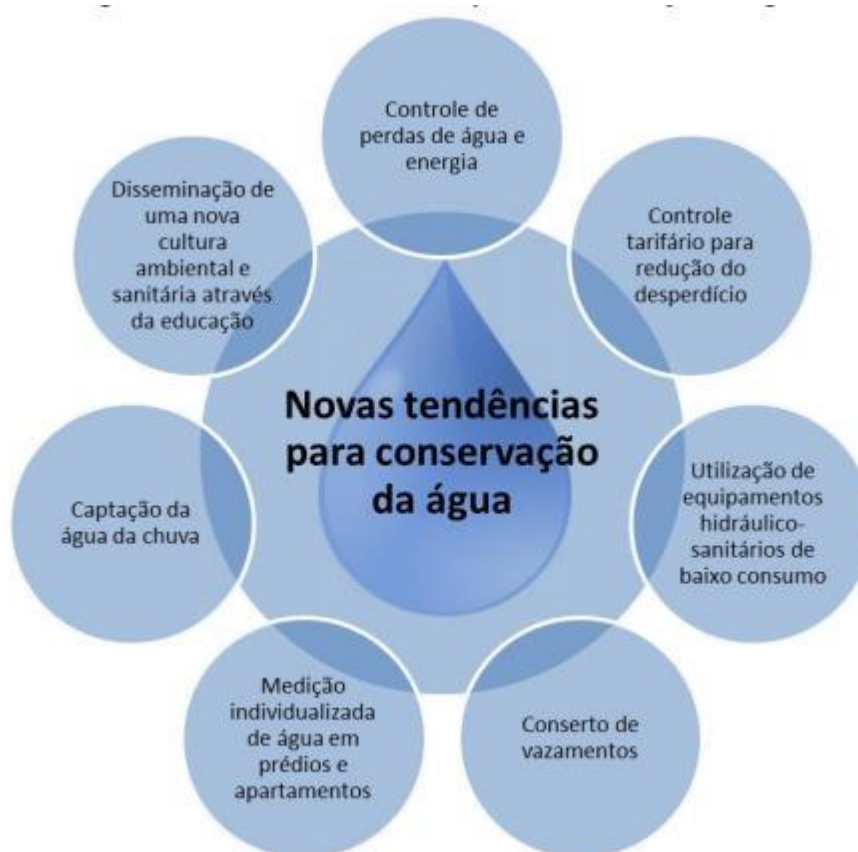 Controle de
perdas de água e
energia
Controle
tarifário para
redução do
desperdício
Utilização de
equipamentos
hidráulico-
sanitários de
baixo consumo
Conserto de
vazamentos
Medição
individualizada
de água em
prédios e
apartamentos
Captação da
água da chuva
Disseminação de
uma nova
cultura
ambiental e
sanitária através
da educação
Novas tendências
para conservação
da água